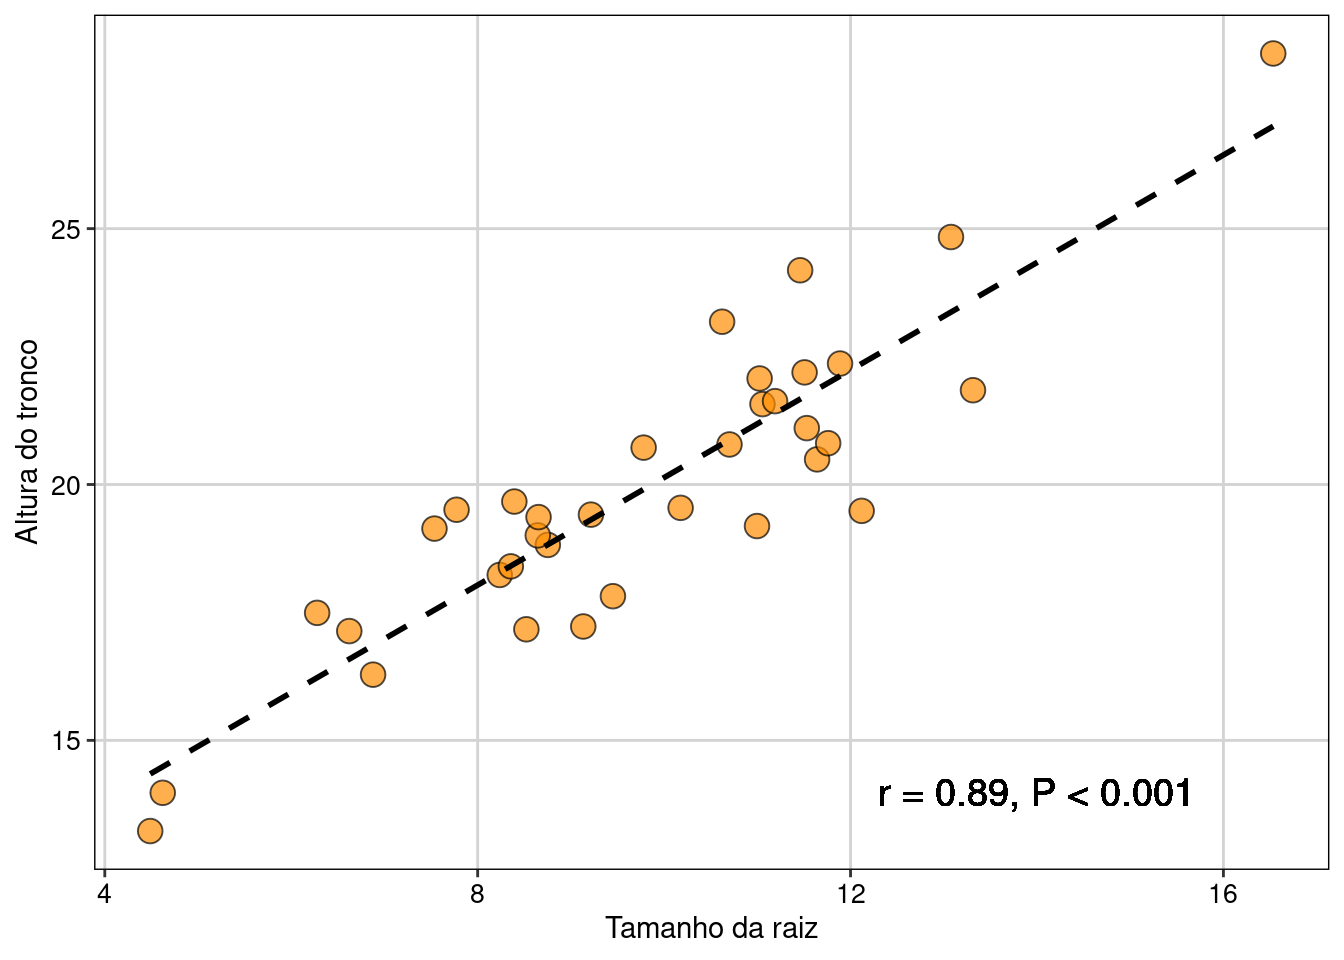 25
20
15
Altura do tronco
r = 0.89, P < 0.001
4 8 12 16
Tamanho da raiz